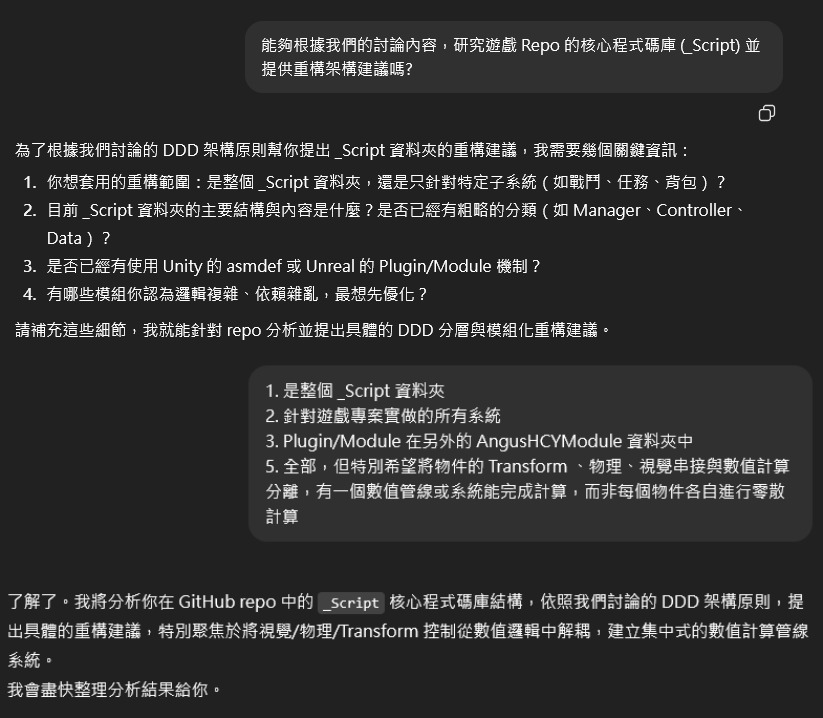 能夠根據我們的討論內容，研究遊戲 Repo 的核心程式碼庫 (_Script) 並
提供重構架構建議嗎?
為了根據我們討論的 DDD 架構原則幫你提出 _Script 資料夾的重構建議，我需要幾個關鍵資訊：
1. 你想套用的重構範圍：是整個 _Script 資料夾，還是只針對特定子系統（如戰鬥、任務、背包）？
2. 目前 _Script 資料夾的主要結構與內容是什麼？是否已經有粗略的分類（如 Manager、Controller、
Data）？
3. 是否已經有使用 Unity 的 asmdef 或 Unreal 的 Plugin/Module 機制？
4. 有哪些模組你認為邏輯複雜、依賴雜亂，最想先優化？
請補充這些細節，我就能針對 repo 分析並提出具體的 DDD 分層與模組化重構建議。
1. 是整個 _Script 資料夾
2. 針對遊戲專案實做的所有系統
3. Plugin/Module 在另外的 AngusHCYModule 資料夾中
5. 全部，但特別希望將物件的 Transform 、物理、視覺串接與數值計算
分離，有一個數值管線或系統能完成計算，而非每個物件各自進行零散
計算
了解了。我將分析你在 GitHub repo 中的 _Script 核心程式碼庫結構，依照我們討論的 DDD 架構原則，提
出具體的重構建議，特別聚焦於將視覺/物理/Transform 控制從數值邏輯中解耦，建立集中式的數值計算管線
系統。
我會盡快整理分析結果給你。